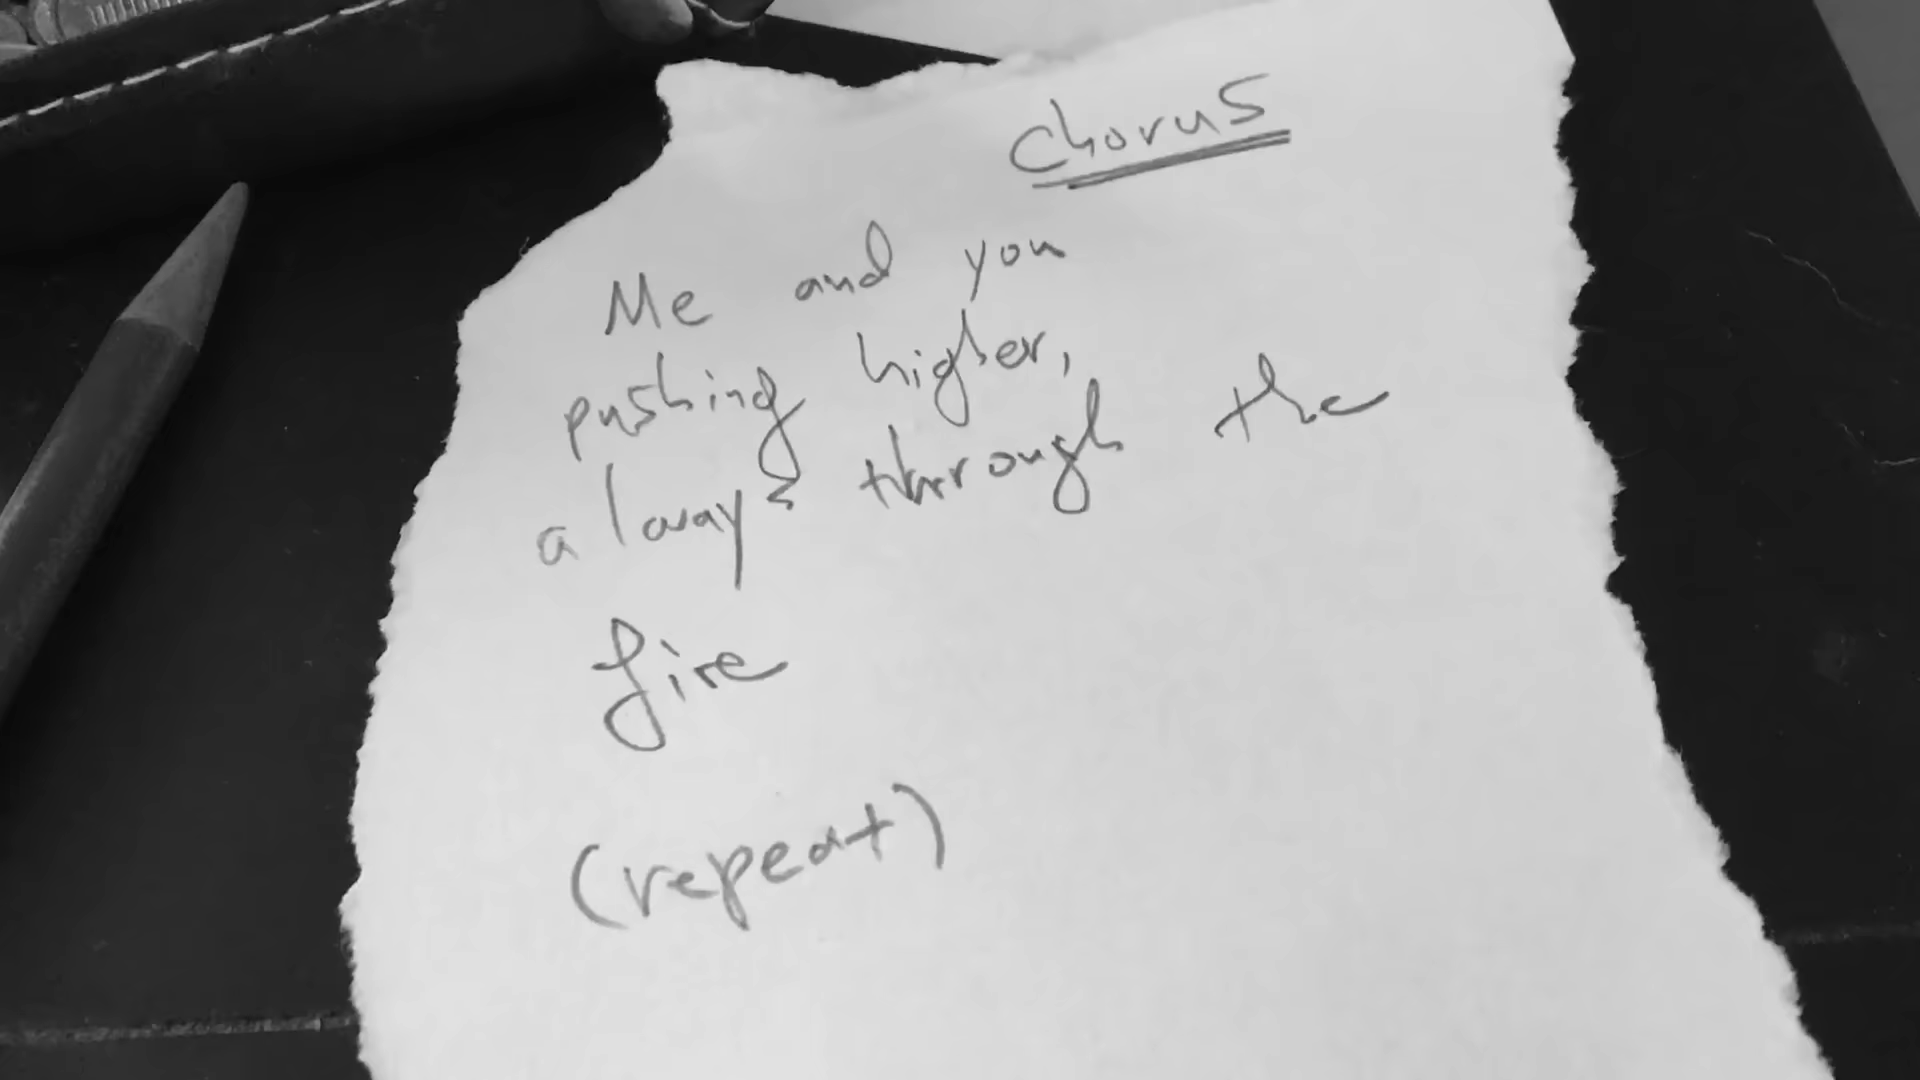 Chorus
Me and you
pushing higher,
always through the
fire
(repeat)